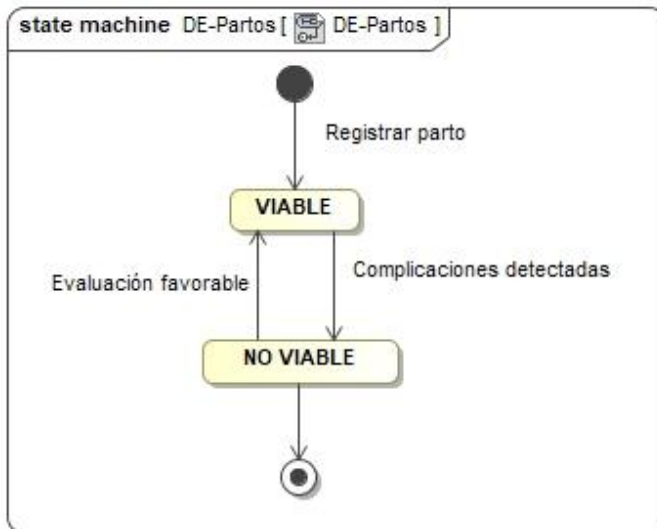 state machine DE-Partos [ DE-Partos ]
Registrar parto
VIABLE
Complicaciones detectadas
Evaluación favorable
NO VIABLE